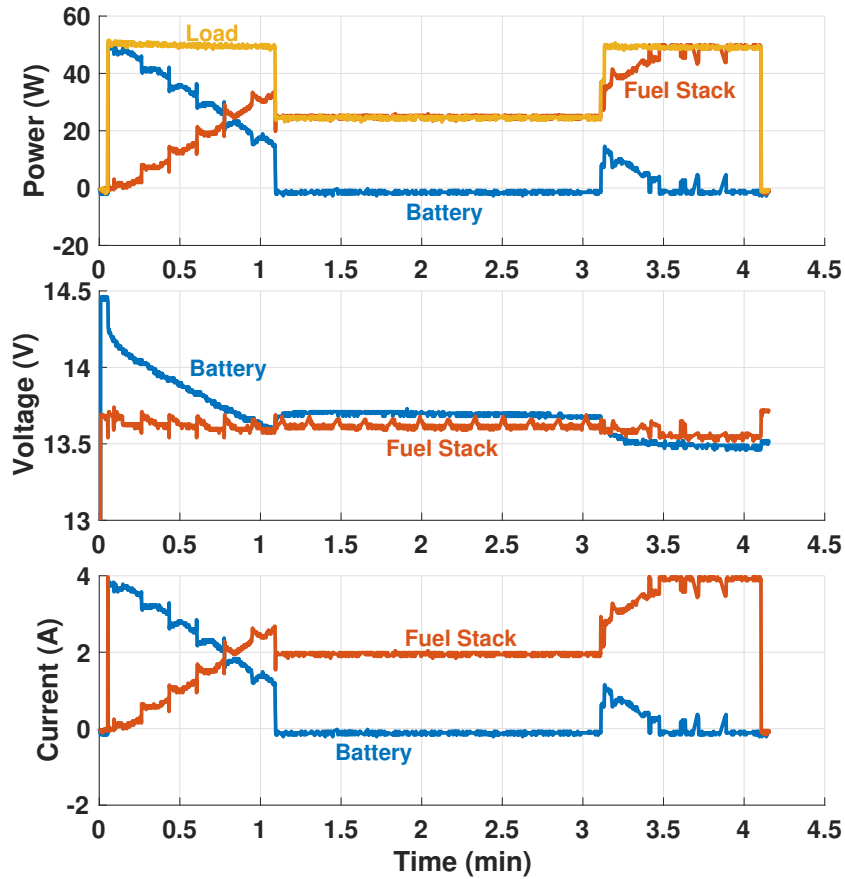 60
Load
40
Fuel Stack
20
0
Battery
-20
Power (W)
0 0.5 1 1.5 2 2.5 3 3.5 4 4.5
14.5
Battery
14
13.5
Fuel Stack
13
Voltage (V)
0 0.5 1 1.5 2 2.5 3 3.5 4 4.5
4
Fuel Stack
2
0
Battery
-2
Current (A)
0 0.5 1 1.5 2 2.5 3 3.5 4 4.5
Time (min)